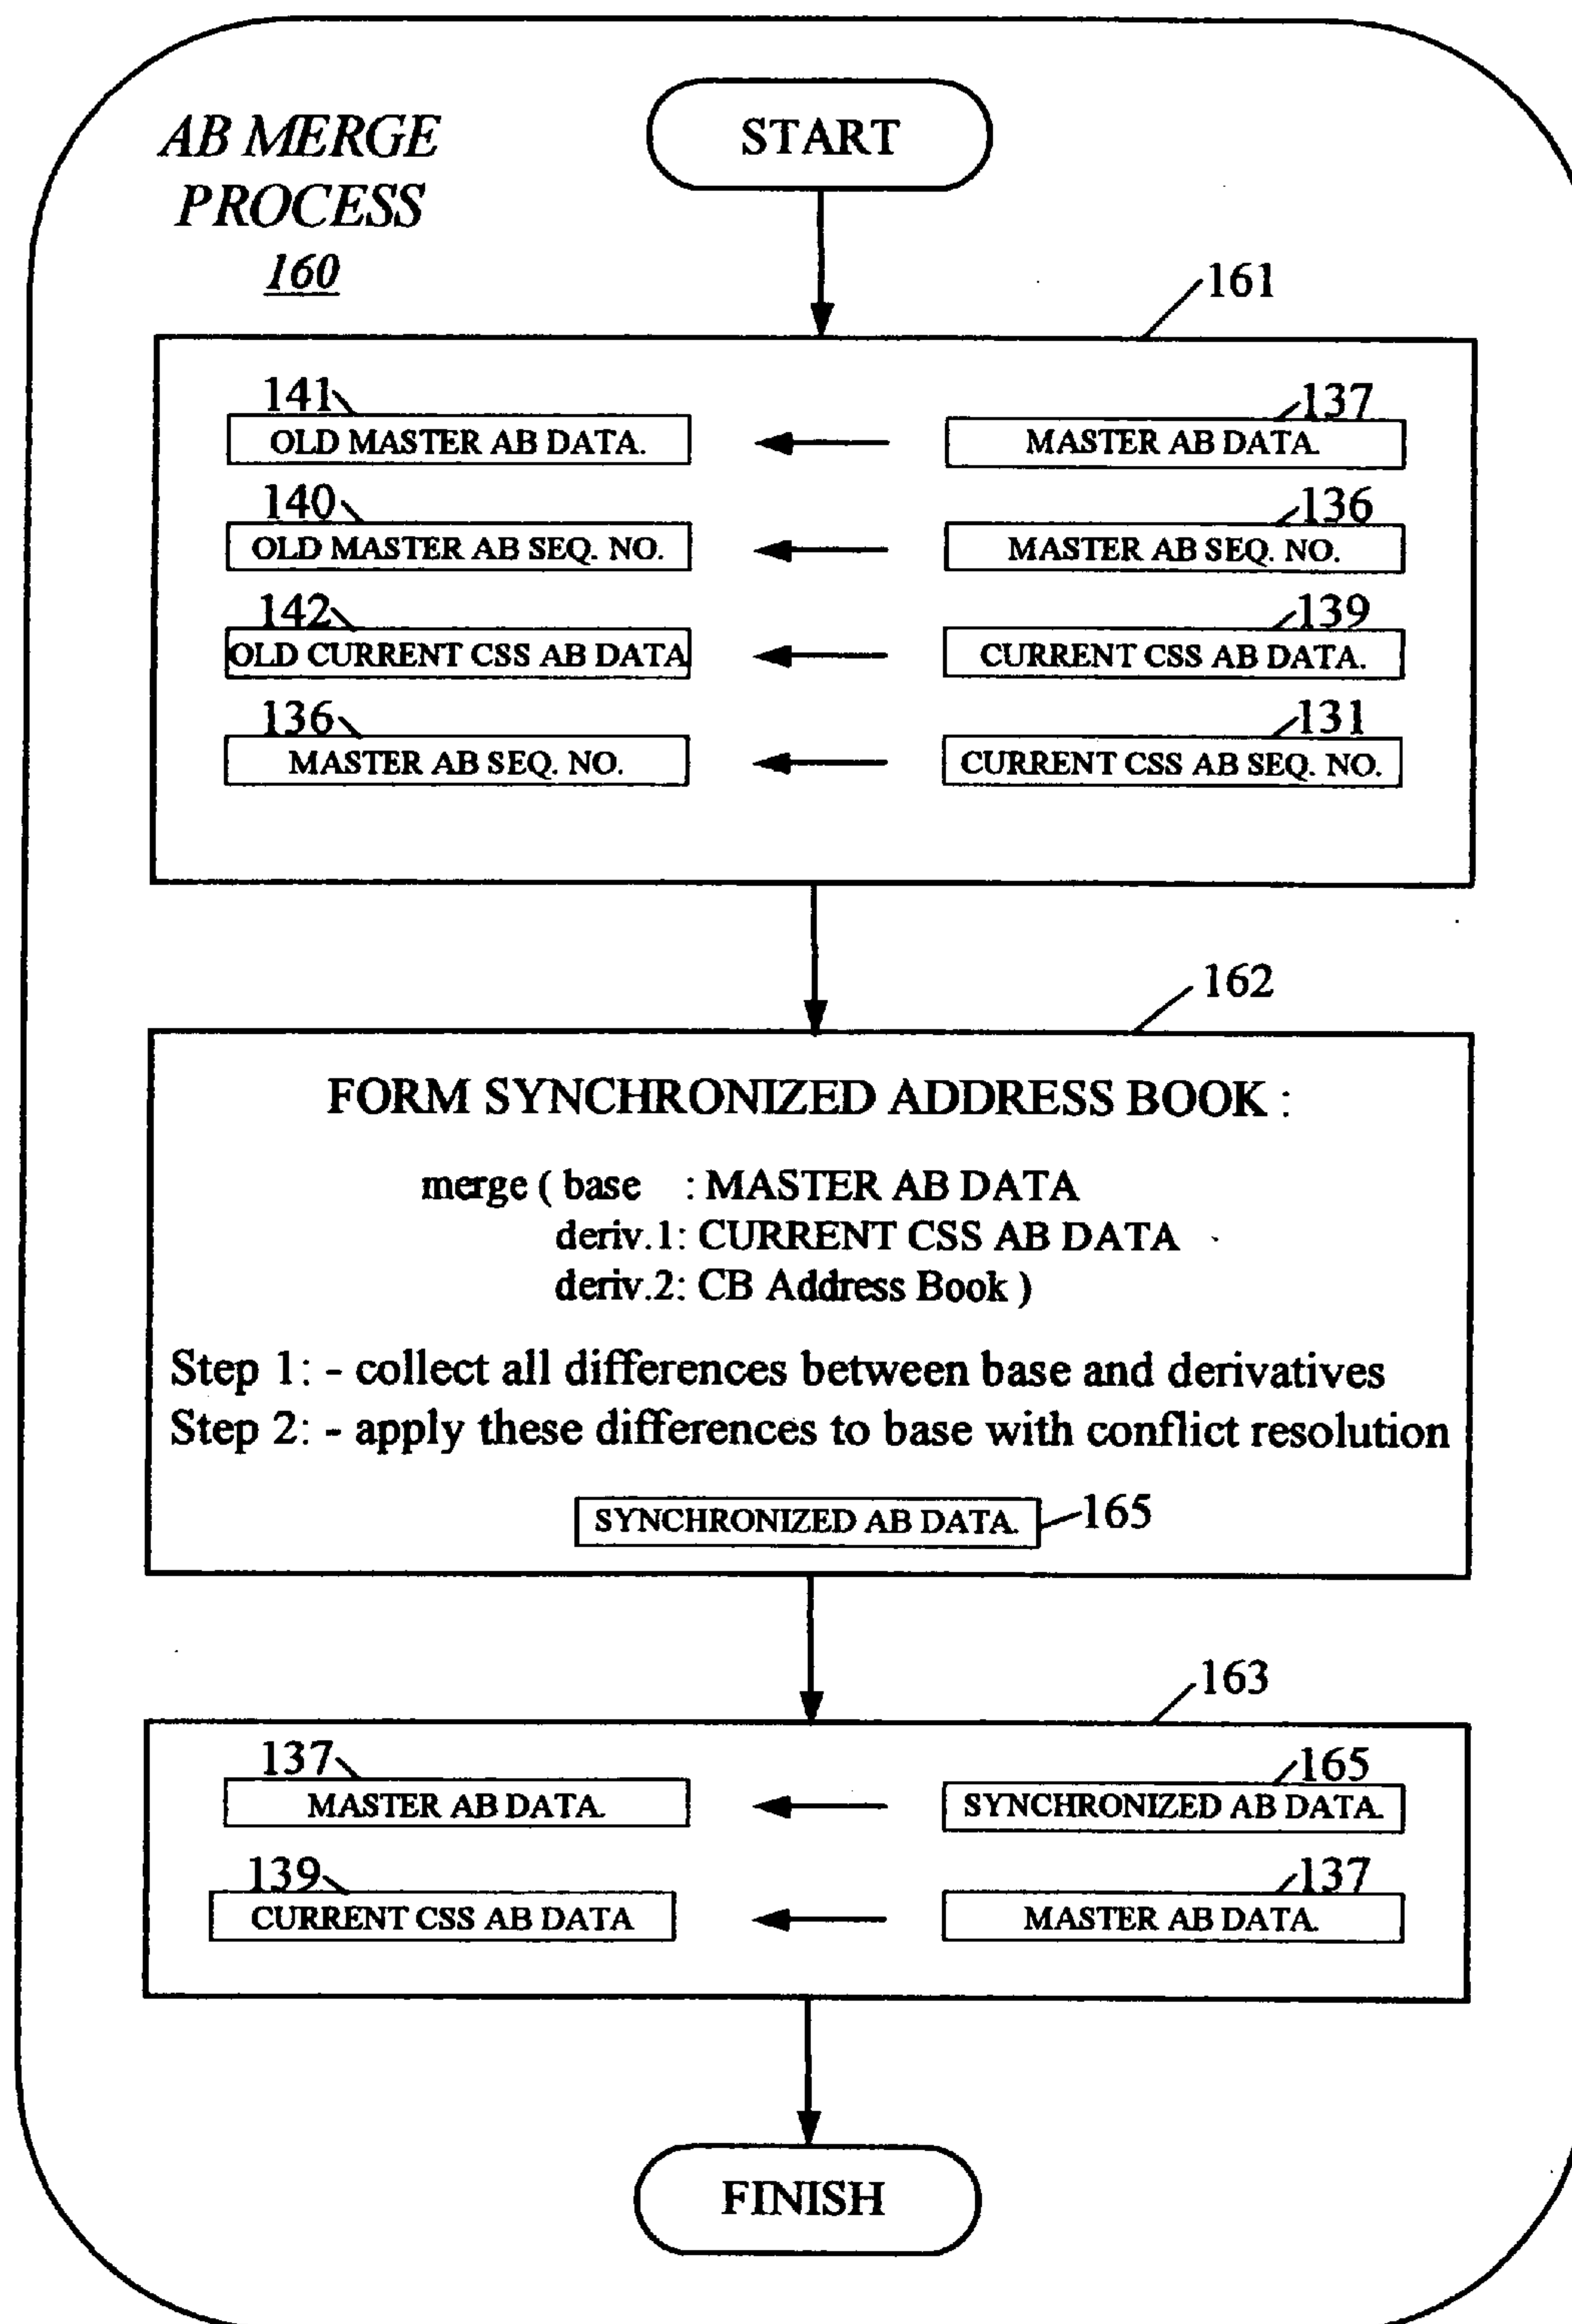 AB MERGE
PROCESS
160
START
161
141
137
OLD MASTER AB DATA.
MASTER AB DATA.
140
136
OLD MASTER AB SEQ. NO.
MASTER AB SEQ. NO.
142
139
OLD CURRENT CSS AB DATA
CURRENT CSS AB DATA.
136
131
MASTER AB SEQ. NO.
CURRENT CSS AB SEQ. NO.
162
FORM SYNCHRONIZED ADDRESS BOOK :
merge ( base : MASTER AB DATA
deriv.1: CURRENT CSS AB DATA
deriv.2: CB Address Book )
Step 1: - collect all differences between base and derivatives
Step 2: - apply these differences to base with conflict resolution
SYNCHRONIZED AB DATA.
165
163
137
165
MASTER AB DATA.
SYNCHRONIZED AB DATA.
139
137
CURRENT CSS AB DATA
MASTER AB DATA.
FINISH